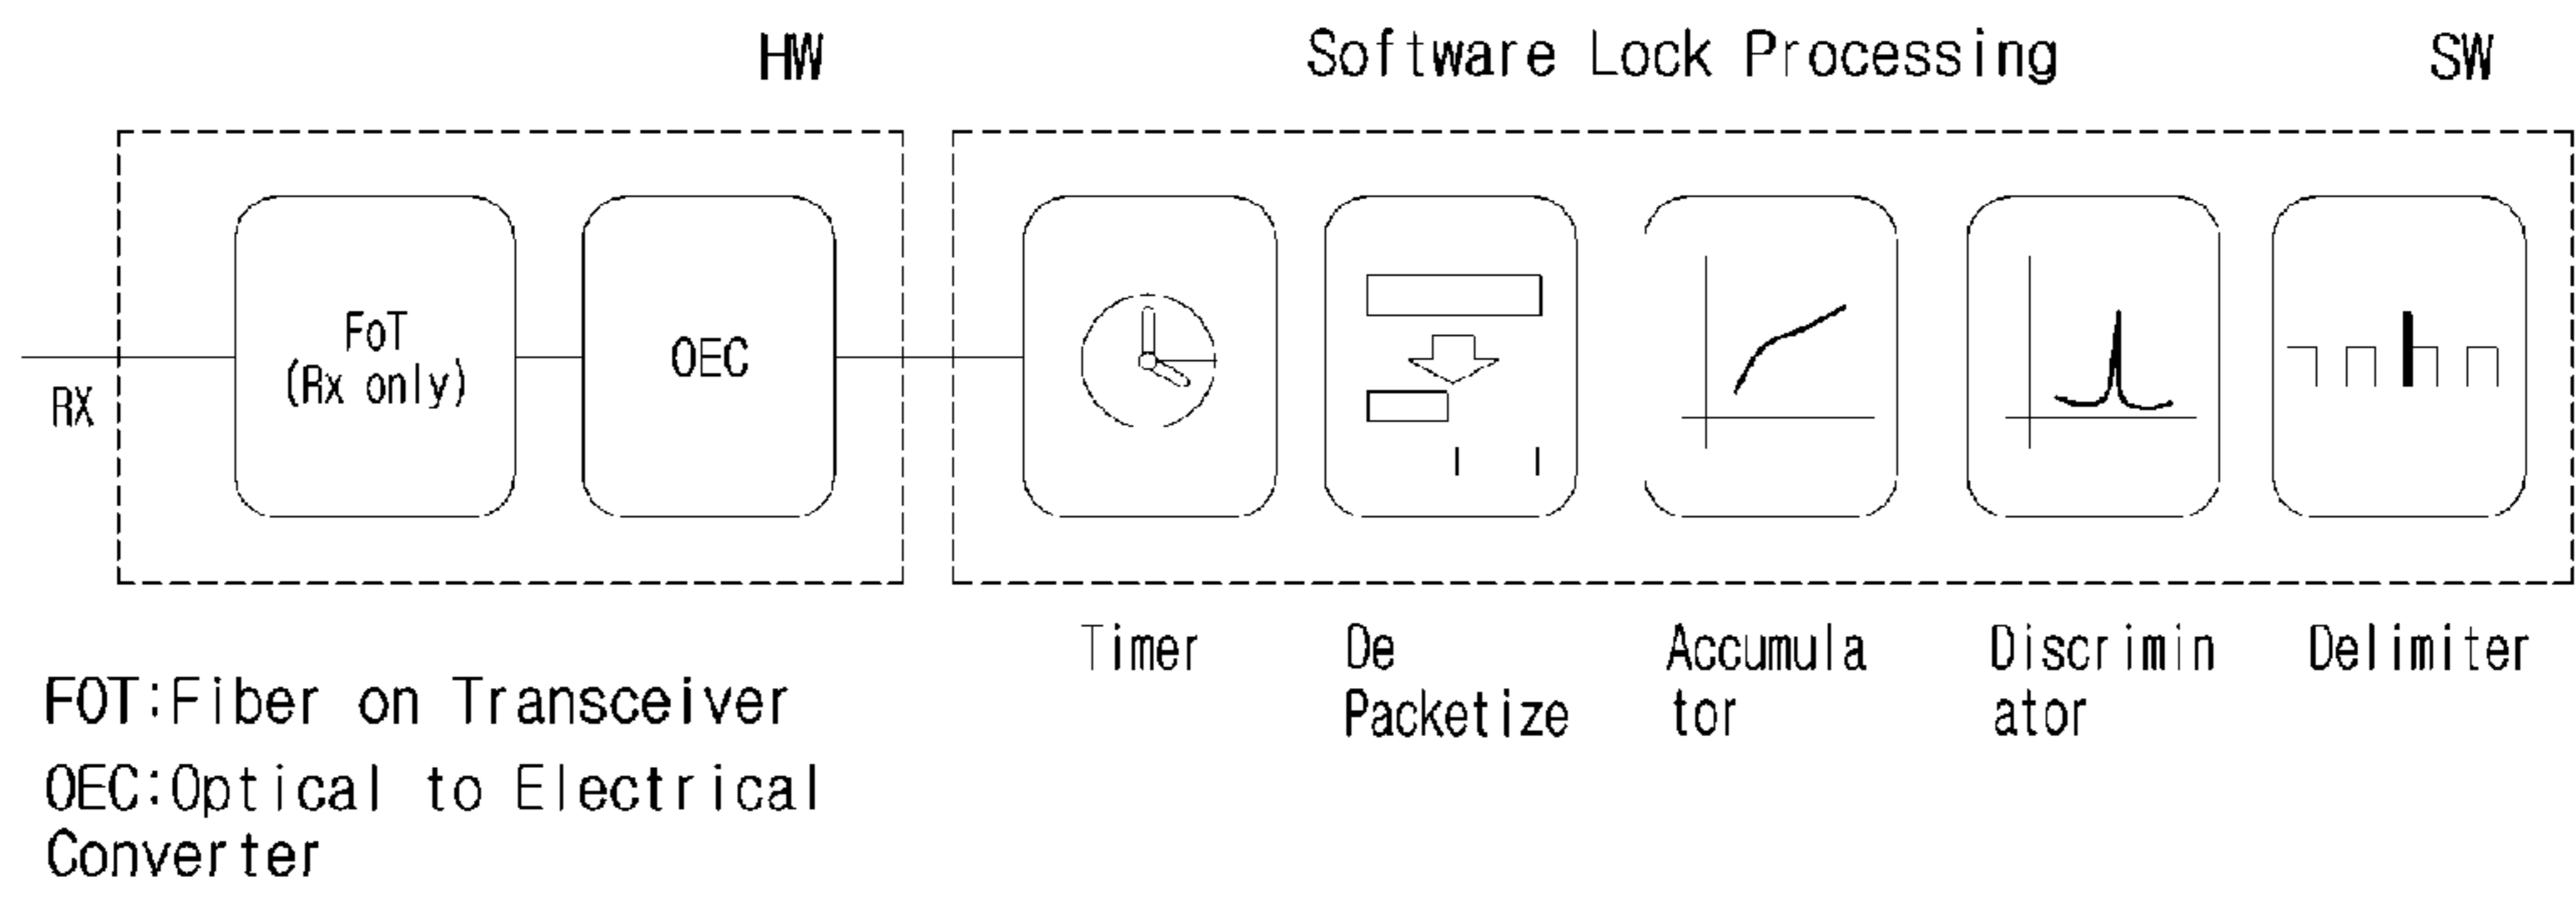 HW
Software Lock Processing
SW
RX
FoT
(Rx only)
OEC
Timer
De
Packetize
Accumula
tor
Discrimin
ator
Delimiter
FOT:Fiber on Transceiver
OEC:Optical to Electrical
Converter